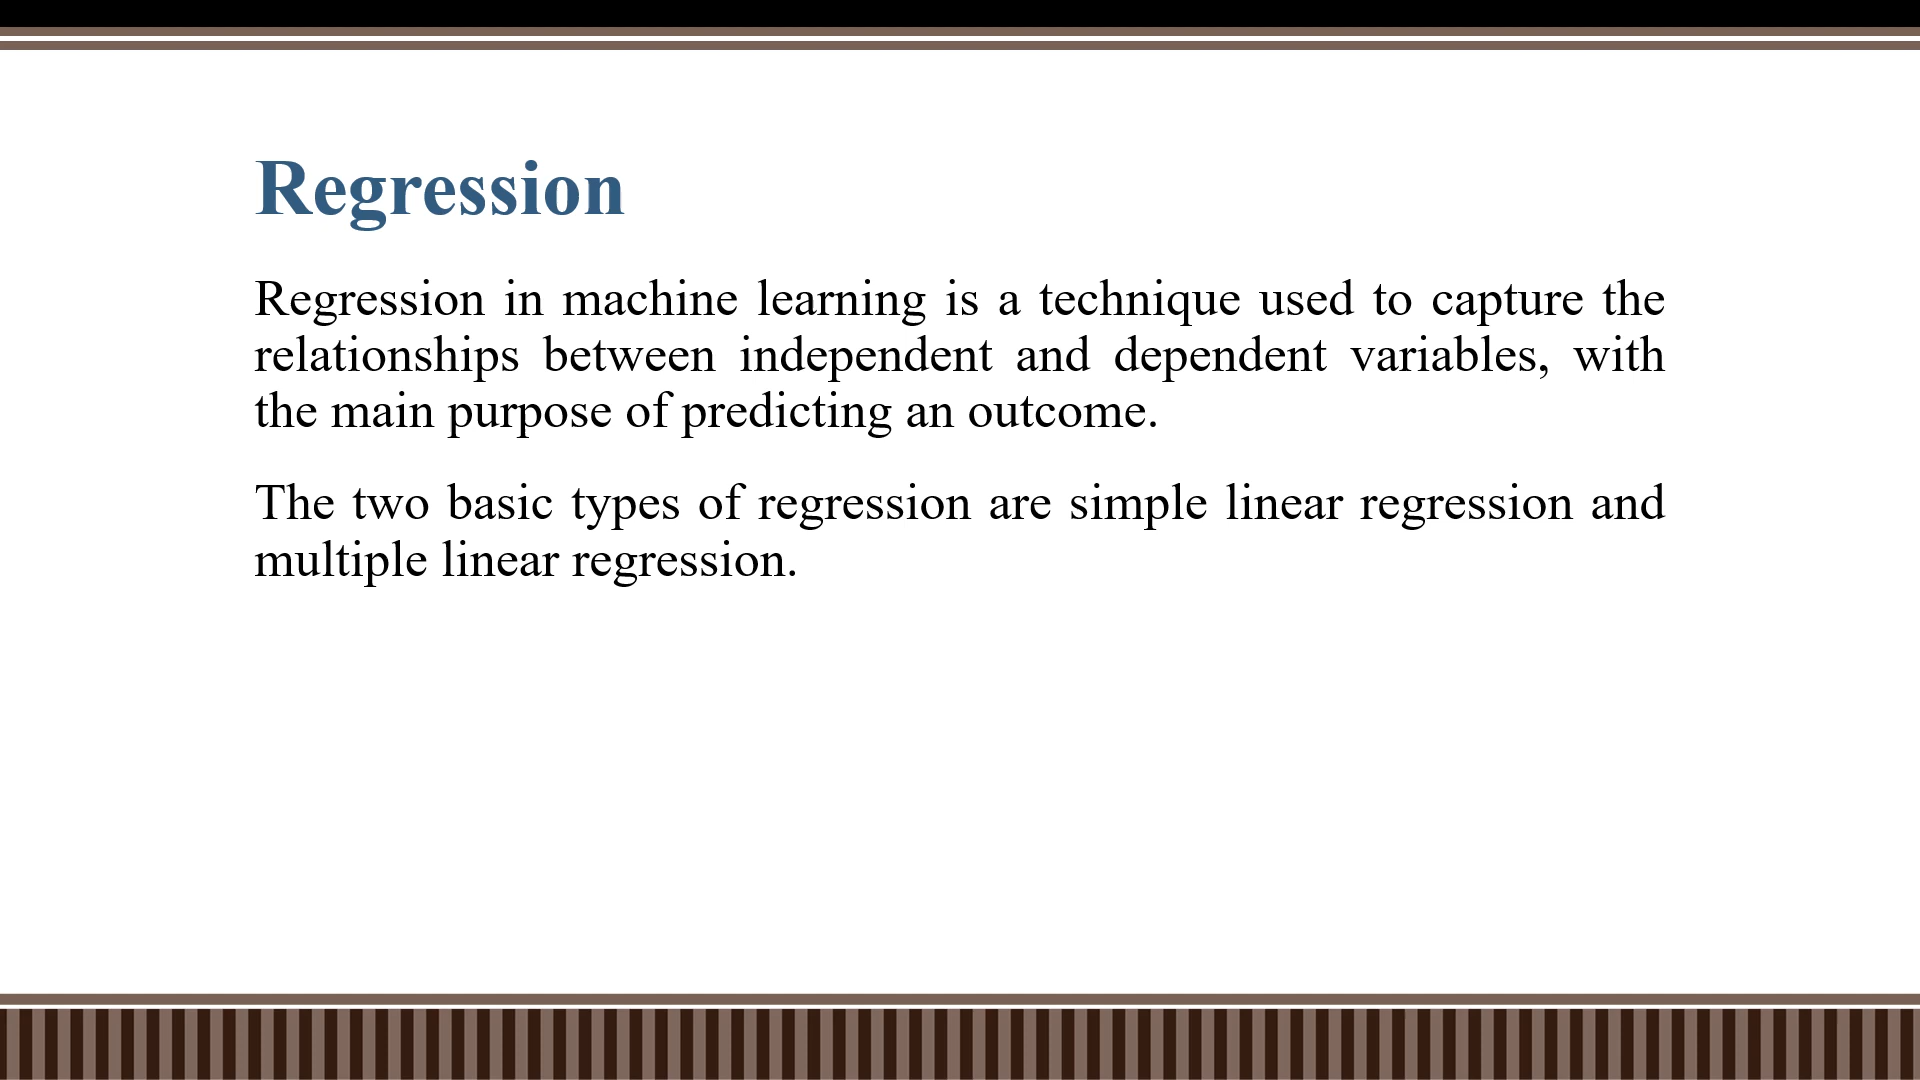 Regression
Regression in machine learning is a technique used to capture the
relationships between independent and dependent variables, with
the main purpose of predicting an outcome.
The two basic types of regression are simple linear regression and
multiple linear regression.